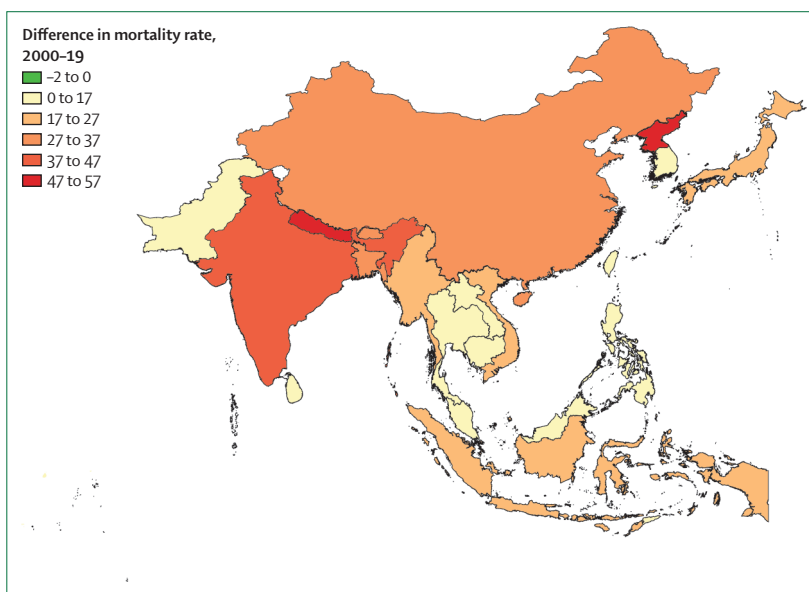 Difference in mortality rate,
2000–19
–2 to 0
0 to 17
17 to 27
27 to 37
37 to 47
47 to 57